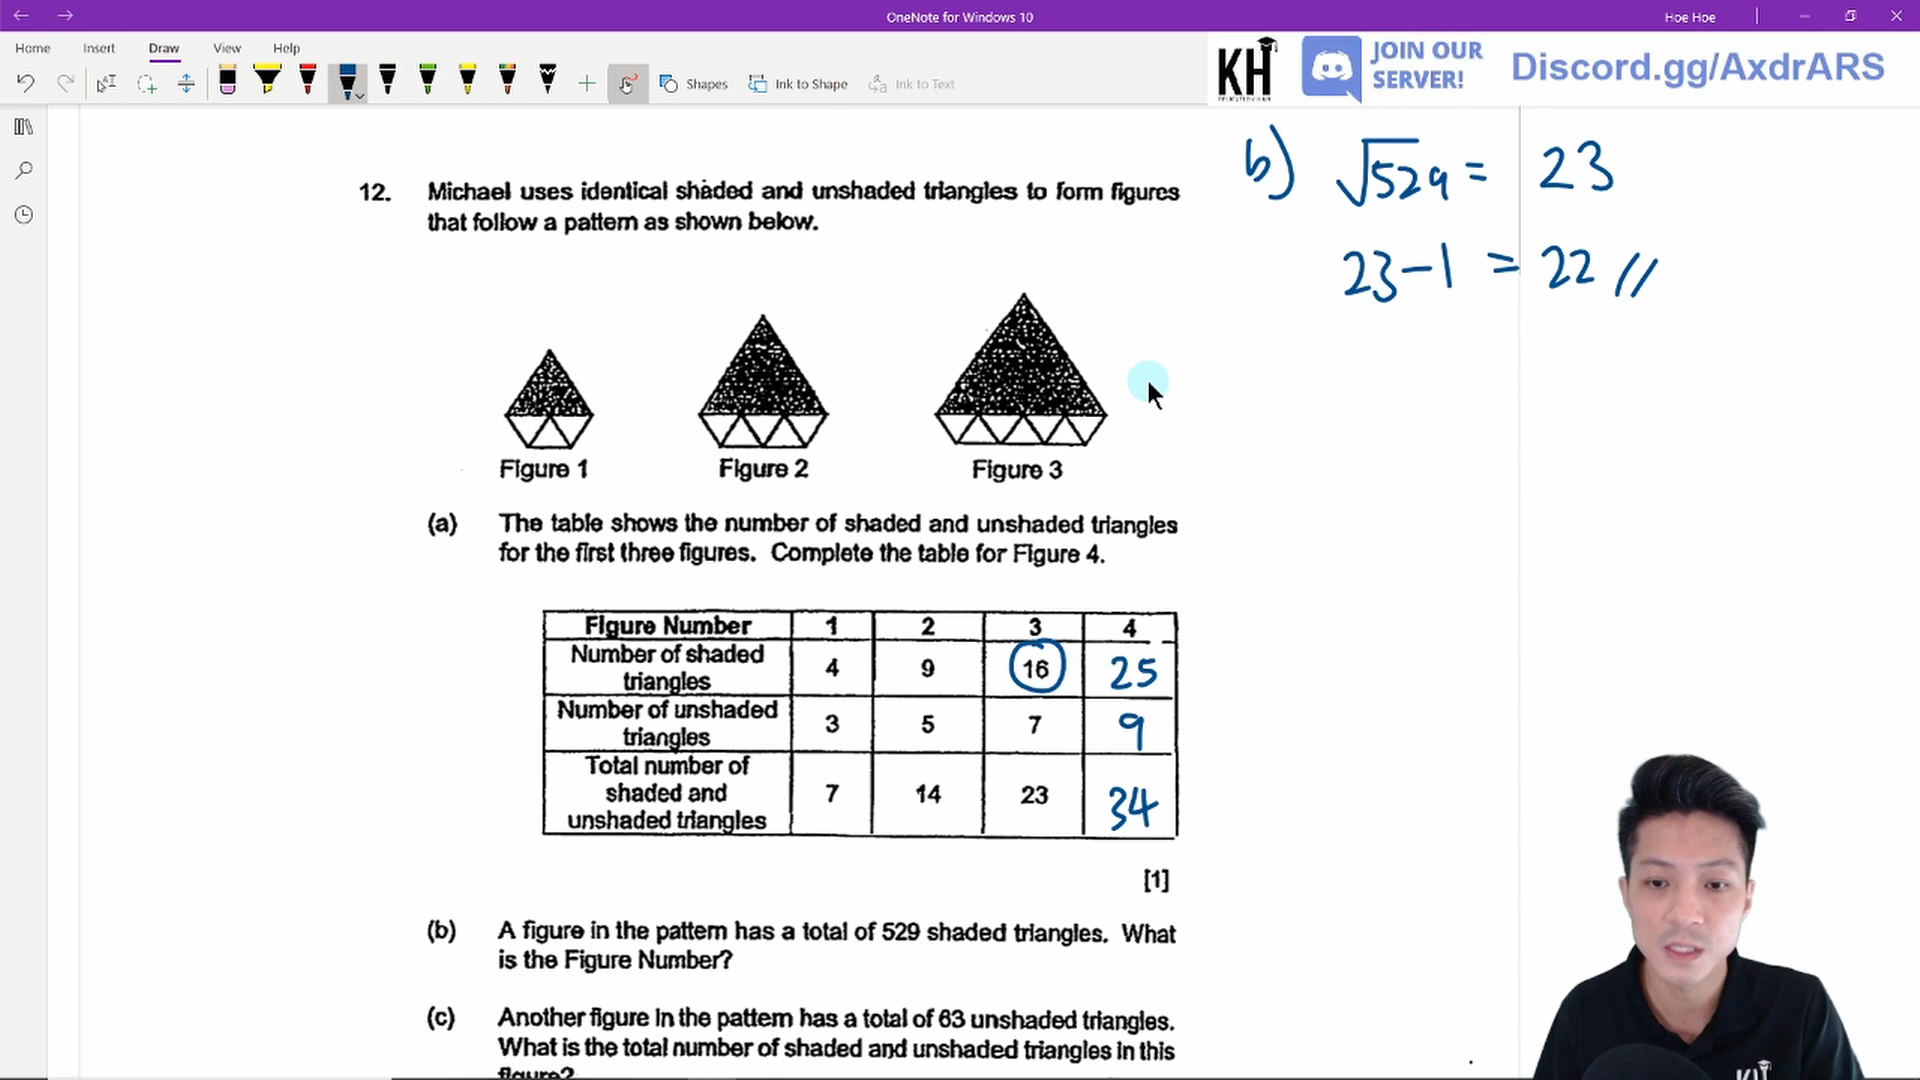 OneNote for Windows 10
Hoe Hoe
Home Insert Draw View Help
Shapes Ink to Shape Ink to Text
KH
JOIN OUR
SERVER!
Discord.gg/AxdrARS
b) √529 = 23
23-1 = 22 //
12. Michael uses identical shaded and unshaded triangles to form figures
that follow a pattern as shown below.
Figure 1 Figure 2 Figure 3
(a) The table shows the number of shaded and unshaded triangles
for the first three figures. Complete the table for Figure 4.
Figure Number 1 2 3 4
Number of shaded
triangles 4 9 16 25
Number of unshaded
triangles 3 5 7 9
Total number of
shaded and
unshaded triangles 7 14 23 34
[1]
(b) A figure in the pattern has a total of 529 shaded triangles. What
is the Figure Number?
(c) Another figure in the pattern has a total of 63 unshaded triangles.
What is the total number of shaded and unshaded triangles in this
figure?
KH